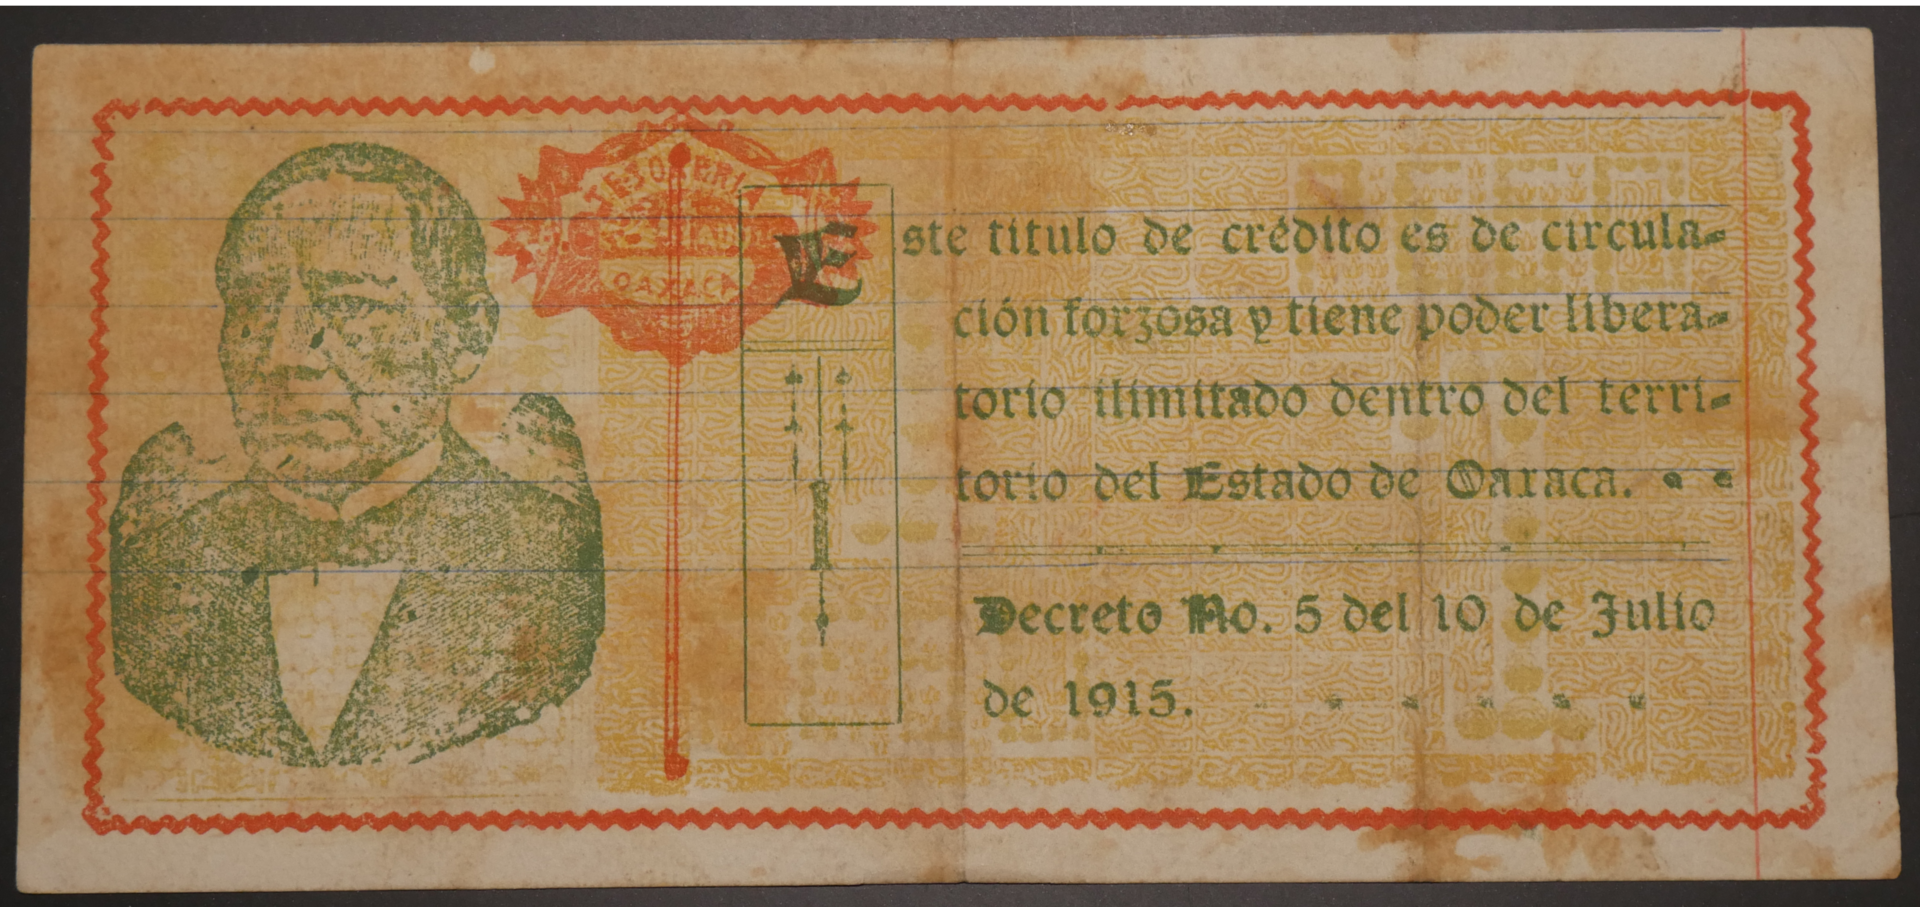 TESORERIA
OAXACA
Este titulo de crédito es de circula-
ción forzosa y tiene poder libera-
torio ilimitado dentro del terri-
torio del Estado de Oaxaca.
Decreto No. 5 del 10 de Julio
de 1915.